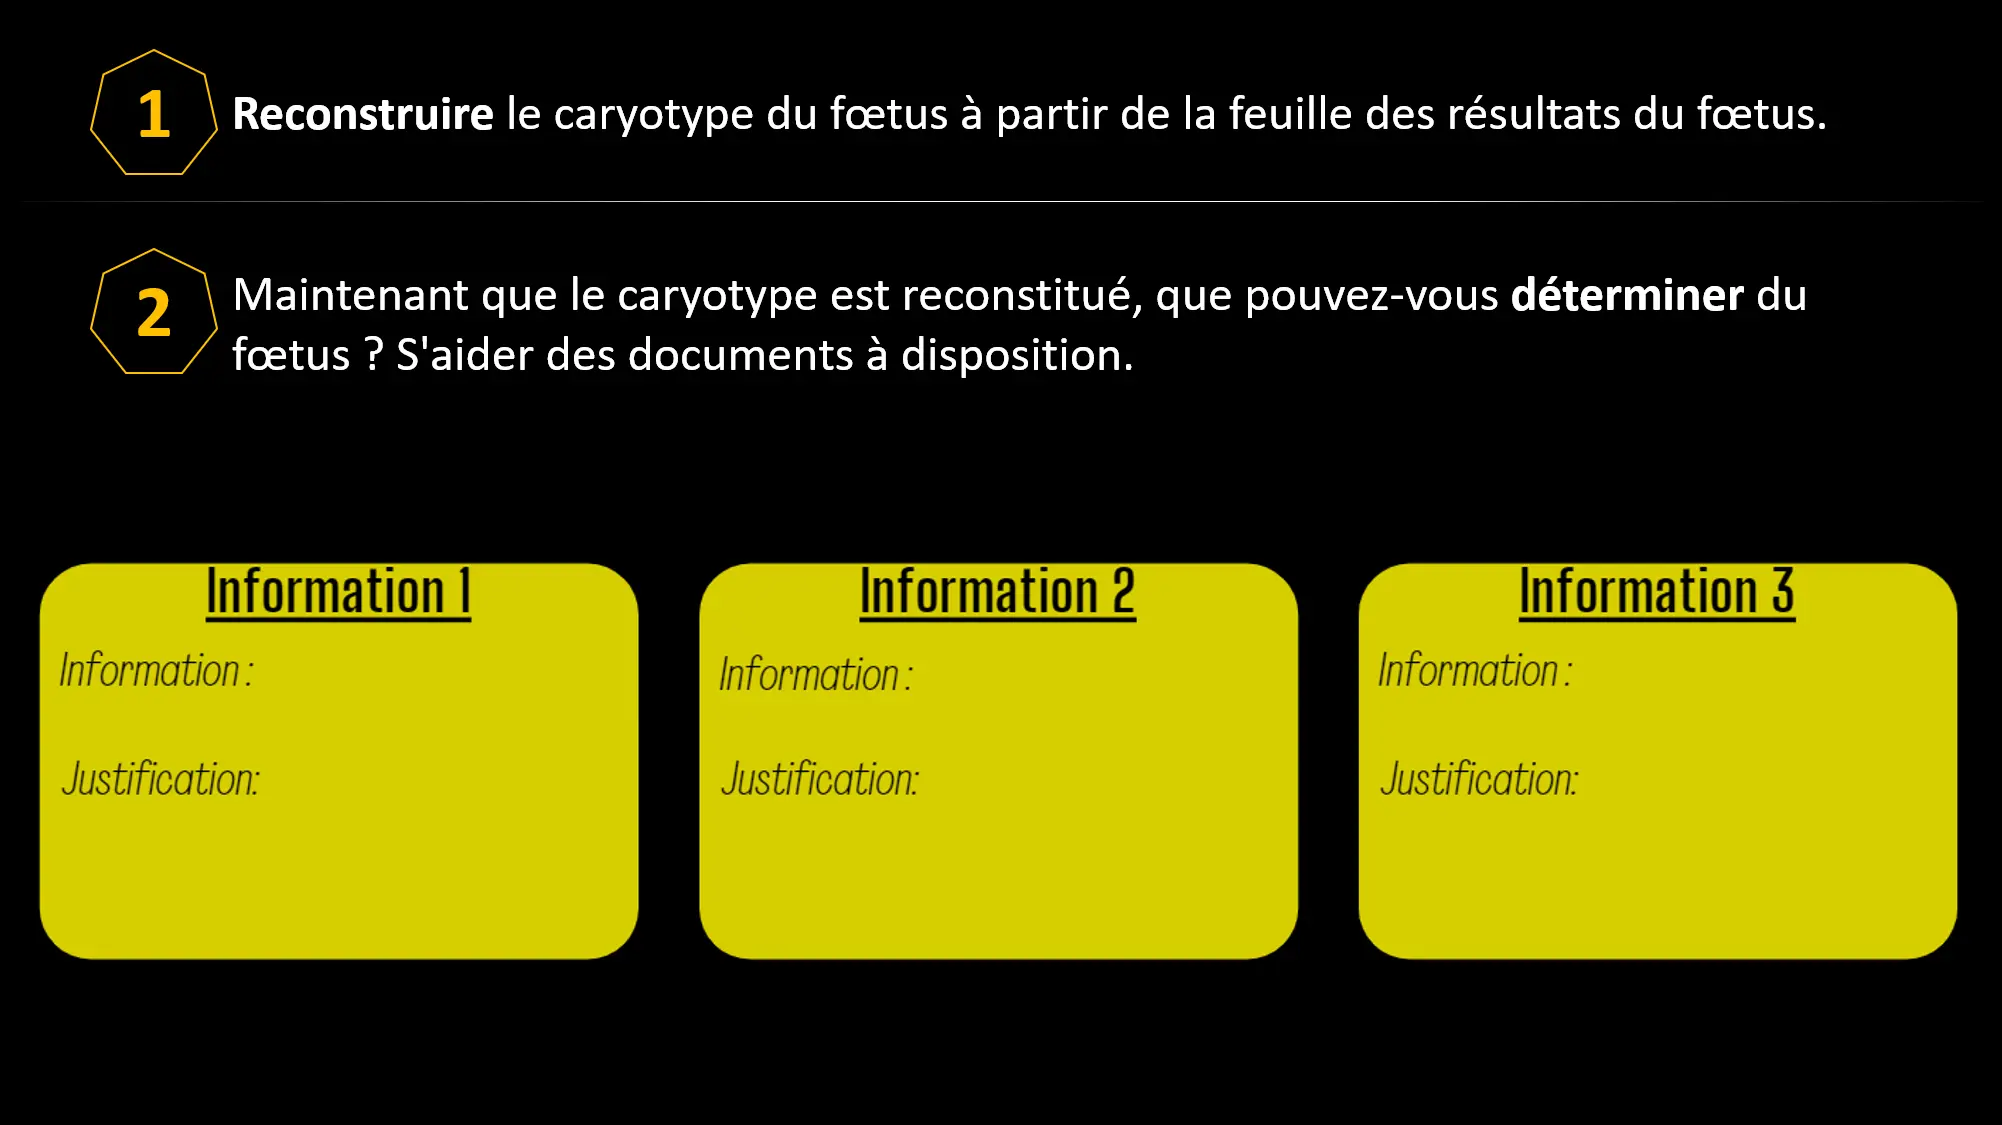 1
Reconstruire le caryotype du fœtus à partir de la feuille des résultats du fœtus.
2
Maintenant que le caryotype est reconstitué, que pouvez-vous déterminer du
fœtus ? S'aider des documents à disposition.
Information 1
Information :
Justification:
Information 2
Information :
Justification:
Information 3
Information :
Justification: